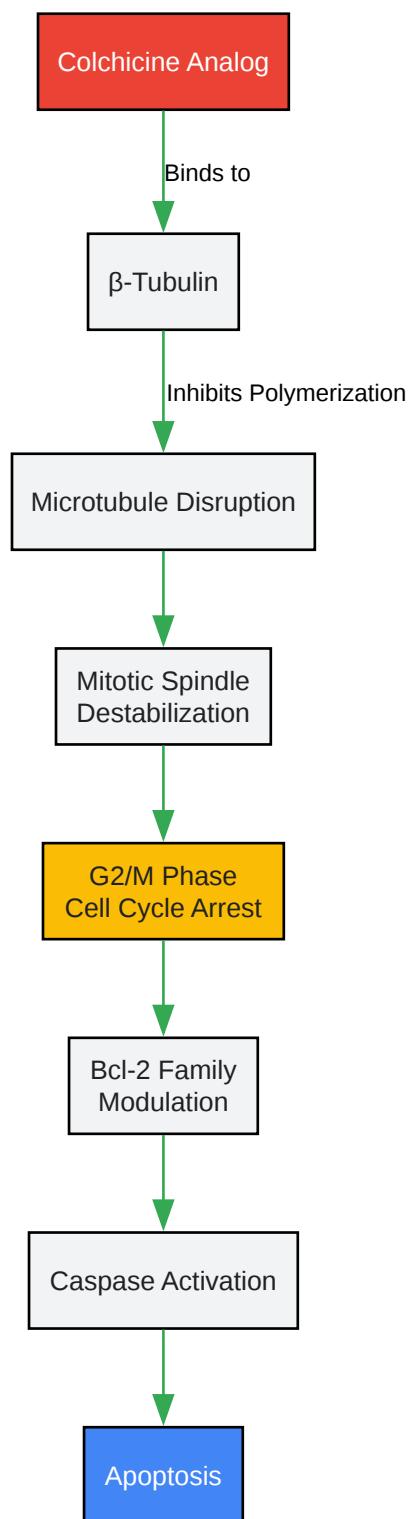 Colchicine Analog
Binds to
β-Tubulin
Inhibits Polymerization
Microtubule Disruption
Mitotic Spindle
Destabilization
G2/M Phase
Cell Cycle Arrest
Bcl-2 Family
Modulation
Caspase Activation
Apoptosis